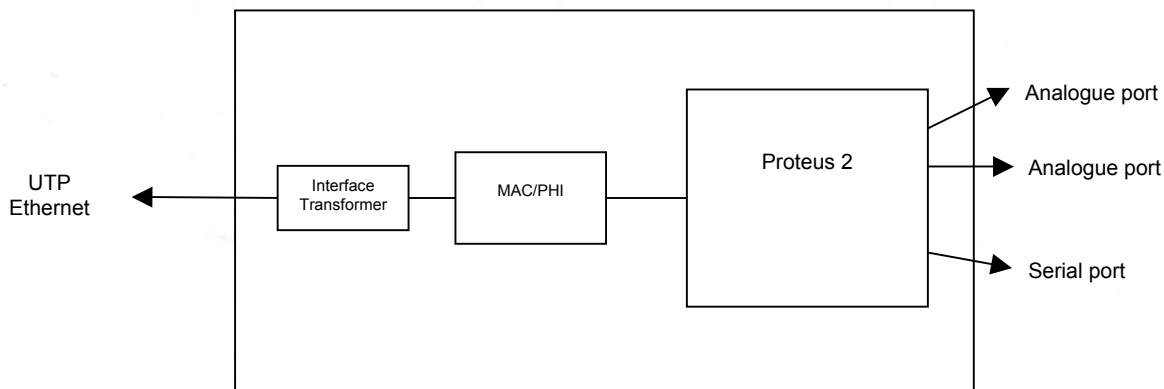 UTP
Ethernet
Interface
Transformer
MAC/PHI
Proteus 2
Analogue port
Analogue port
Serial port